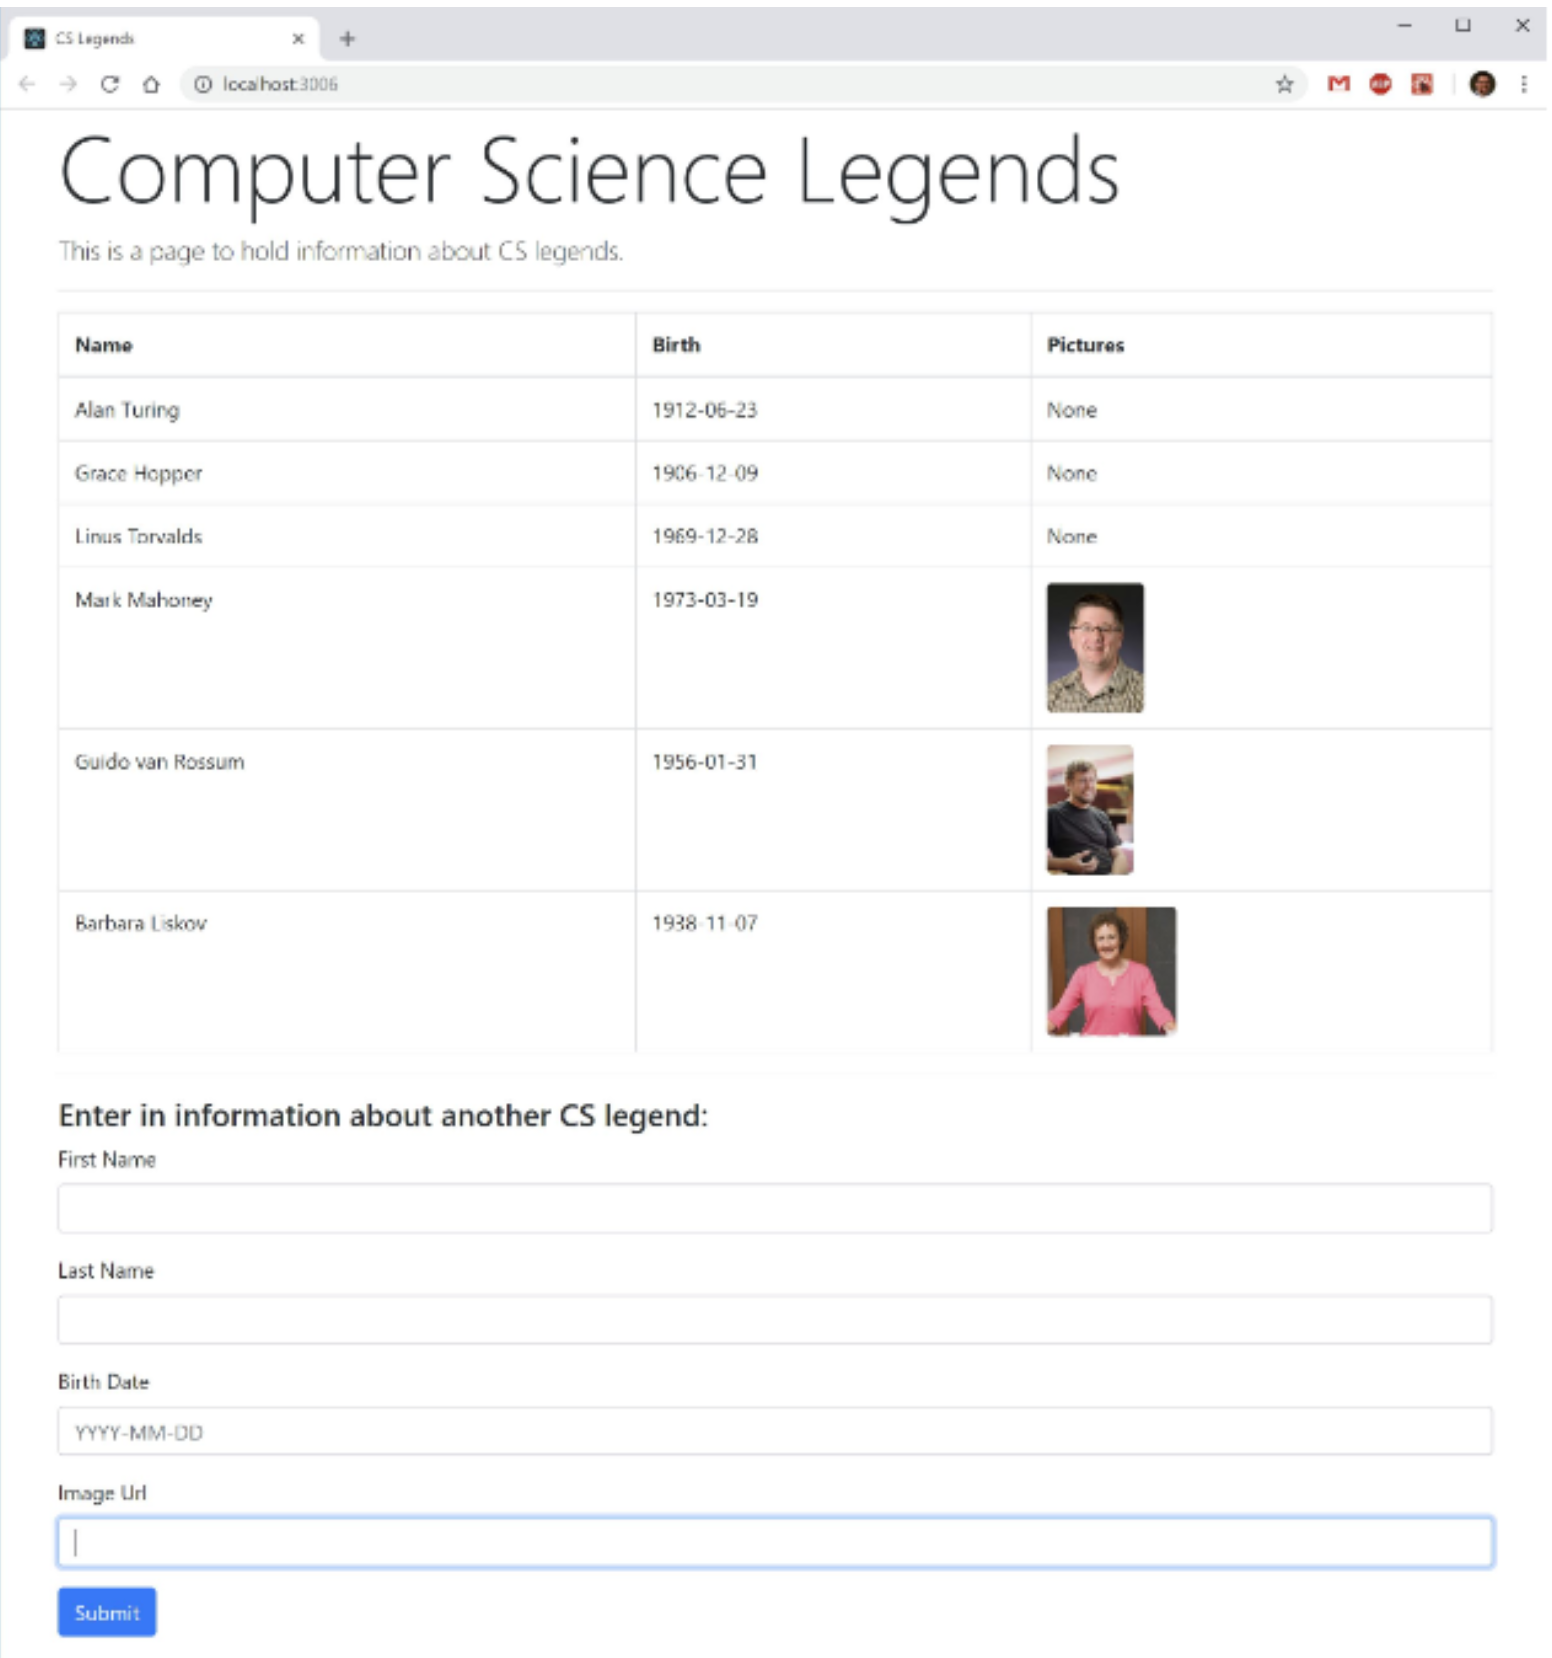 CS Legends
localhost:3006
Computer Science Legends
This is a page to hold information about CS legends.
Name Birth Pictures
Alan Turing 1912-06-23 None
Grace Hopper 1906-12-09 None
Linus Torvalds 1969-12-28 None
Mark Mahoney 1973-03-19
Guido van Rossum 1956-01-31
Barbara Liskov 1938-11-07
Enter in information about another CS legend:
First Name
Last Name
Birth Date
YYYY-MM-DD
Image Url
Submit